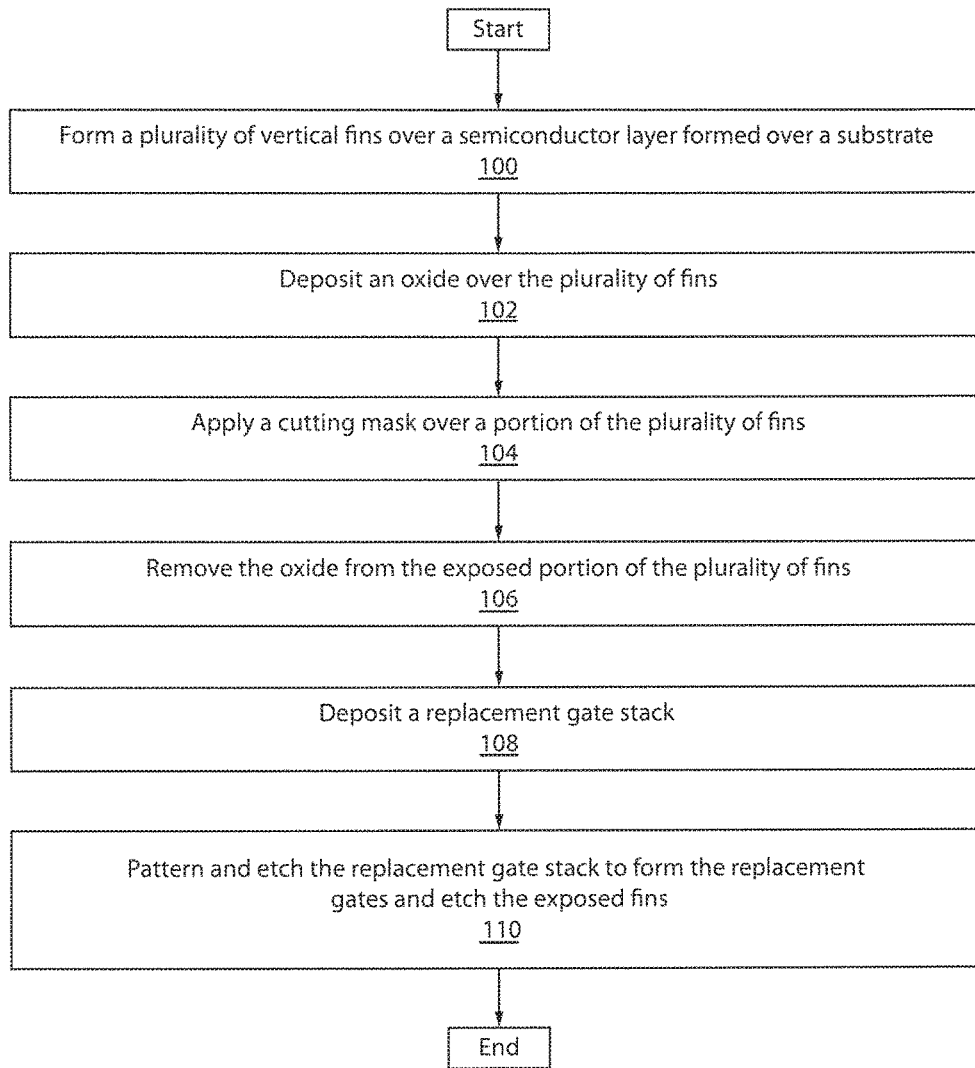 Start
Form a plurality of vertical fins over a semiconductor layer formed over a substrate
100
Deposit an oxide over the plurality of fins
102
Apply a cutting mask over a portion of the plurality of fins
104
Remove the oxide from the exposed portion of the plurality of fins
106
Deposit a replacement gate stack
108
Pattern and etch the replacement gate stack to form the replacement
gates and etch the exposed fins
110
End